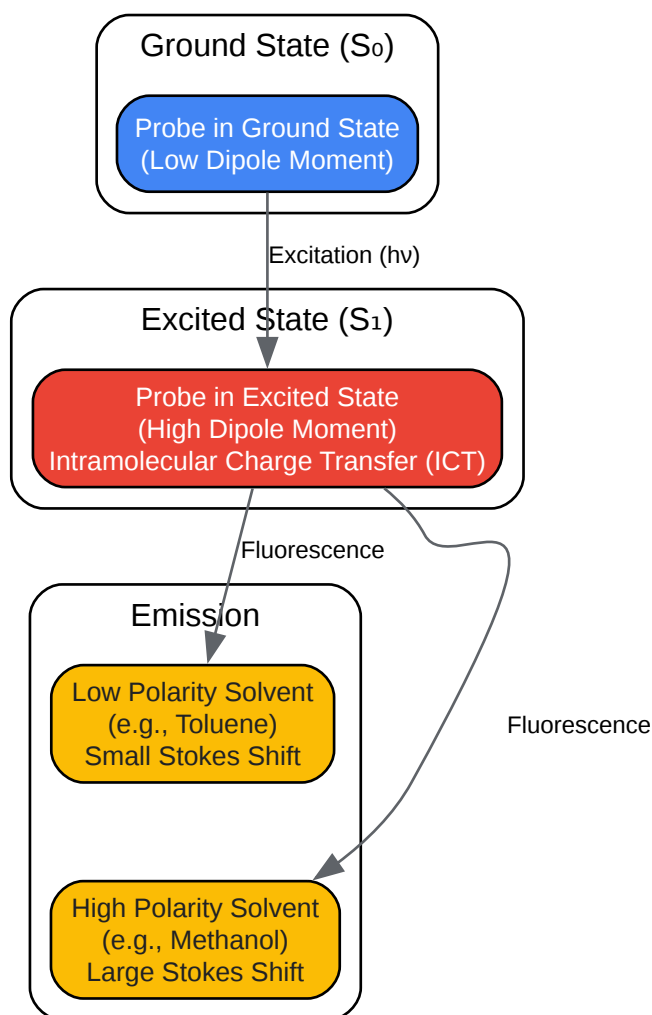 Ground State (S₀)
Probe in Ground State
(Low Dipole Moment)
Excitation (hν)
Excited State (S₁)
Probe in Excited State
(High Dipole Moment)
Intramolecular Charge Transfer (ICT)
Fluorescence
Emission
Low Polarity Solvent
(e.g., Toluene)
Small Stokes Shift
Fluorescence
High Polarity Solvent
(e.g., Methanol)
Large Stokes Shift